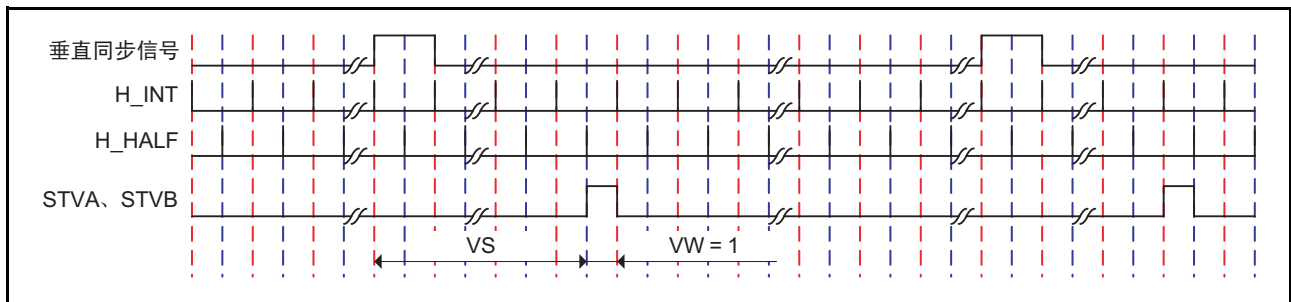 垂直同步信号
H_INT
H_HALF
STVA、STVB
VS
VW = 1